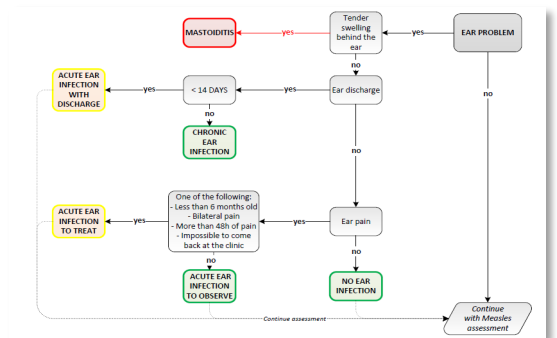 MASTOIDITIS
yes
Tender
swelling
behind the
ear
yes
EAR PROBLEM
no
no
ACUTE EAR
INFECTION
WITH
DISCHARGE
yes
< 14 DAYS
yes
Ear discharge
no
CHRONIC
EAR
INFECTION
no
ACUTE EAR
INFECTION
TO TREAT
yes
One of the following:
- Less than 6 months old
- Bilateral pain
- More than 48h of pain
- Impossible to come
back at the clinic
yes
Ear pain
no
no
ACUTE EAR
INFECTION
TO OBSERVE
NO EAR
INFECTION
Continue assessment
Continue
with Measles
assessment